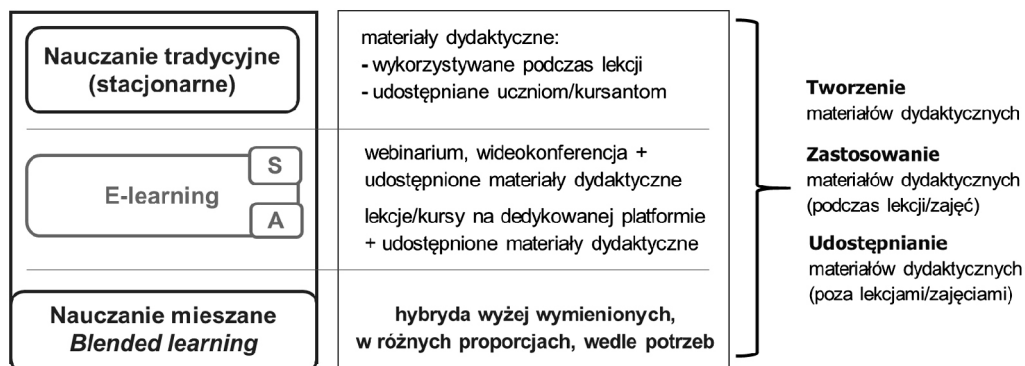 Nauczanie tradycyjne
(stacjonarne)
materiały dydaktyczne:
- wykorzystywane podczas lekcji
- udostępniane uczniom/kursantom
E-learning
S
A
webinarium, wideokonferencja +
udostępnione materiały dydaktyczne
lekcje/kursy na dedykowanej platformie
+ udostępnione materiały dydaktyczne
Nauczanie mieszane
Blended learning
hybryda wyżej wymienionych,
w różnych proporcjach, wedle potrzeb
Tworzenie
materiałów dydaktycznych
Zastosowanie
materiałów dydaktycznych
(podczas lekcji/zajęć)
Udostępnianie
materiałów dydaktycznych
(poza lekcjami/zajęciami)